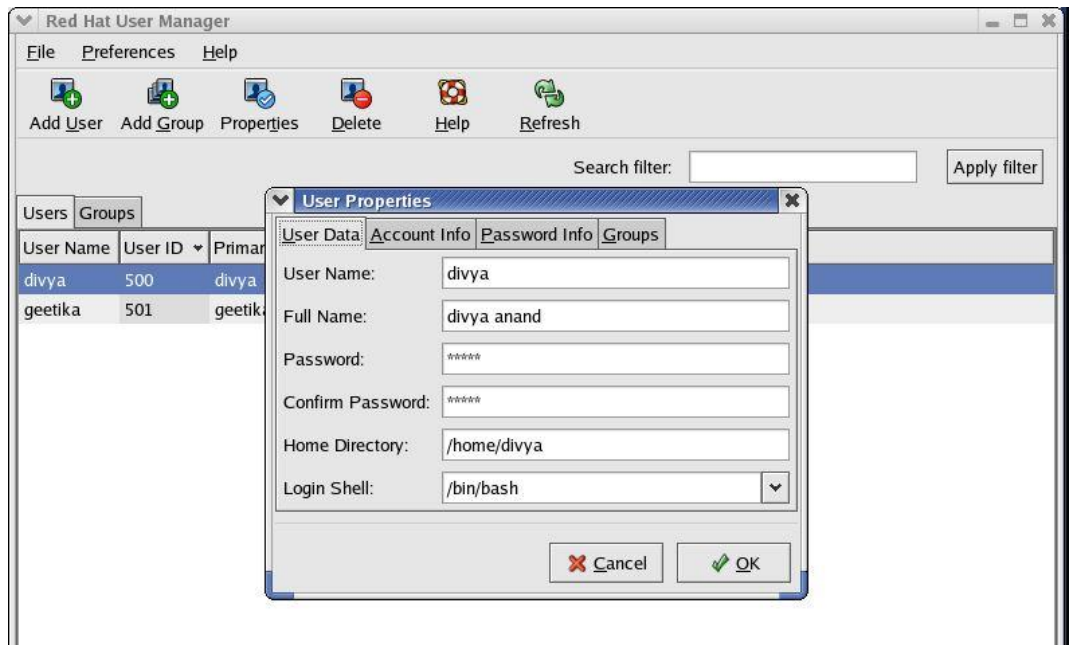 Red Hat User Manager
File Preferences Help
Add User Add Group Properties Delete Help Refresh
Search filter: Apply filter
Users Groups
User Name User ID
divya 500 divya
geetika 501
User Properties
User Data Account Info Password Info Groups
User Name: divya
Full Name: divya anand
Password: *****
Confirm Password: *****
Home Directory: /home/divya
Login Shell: /bin/bash
Cancel OK